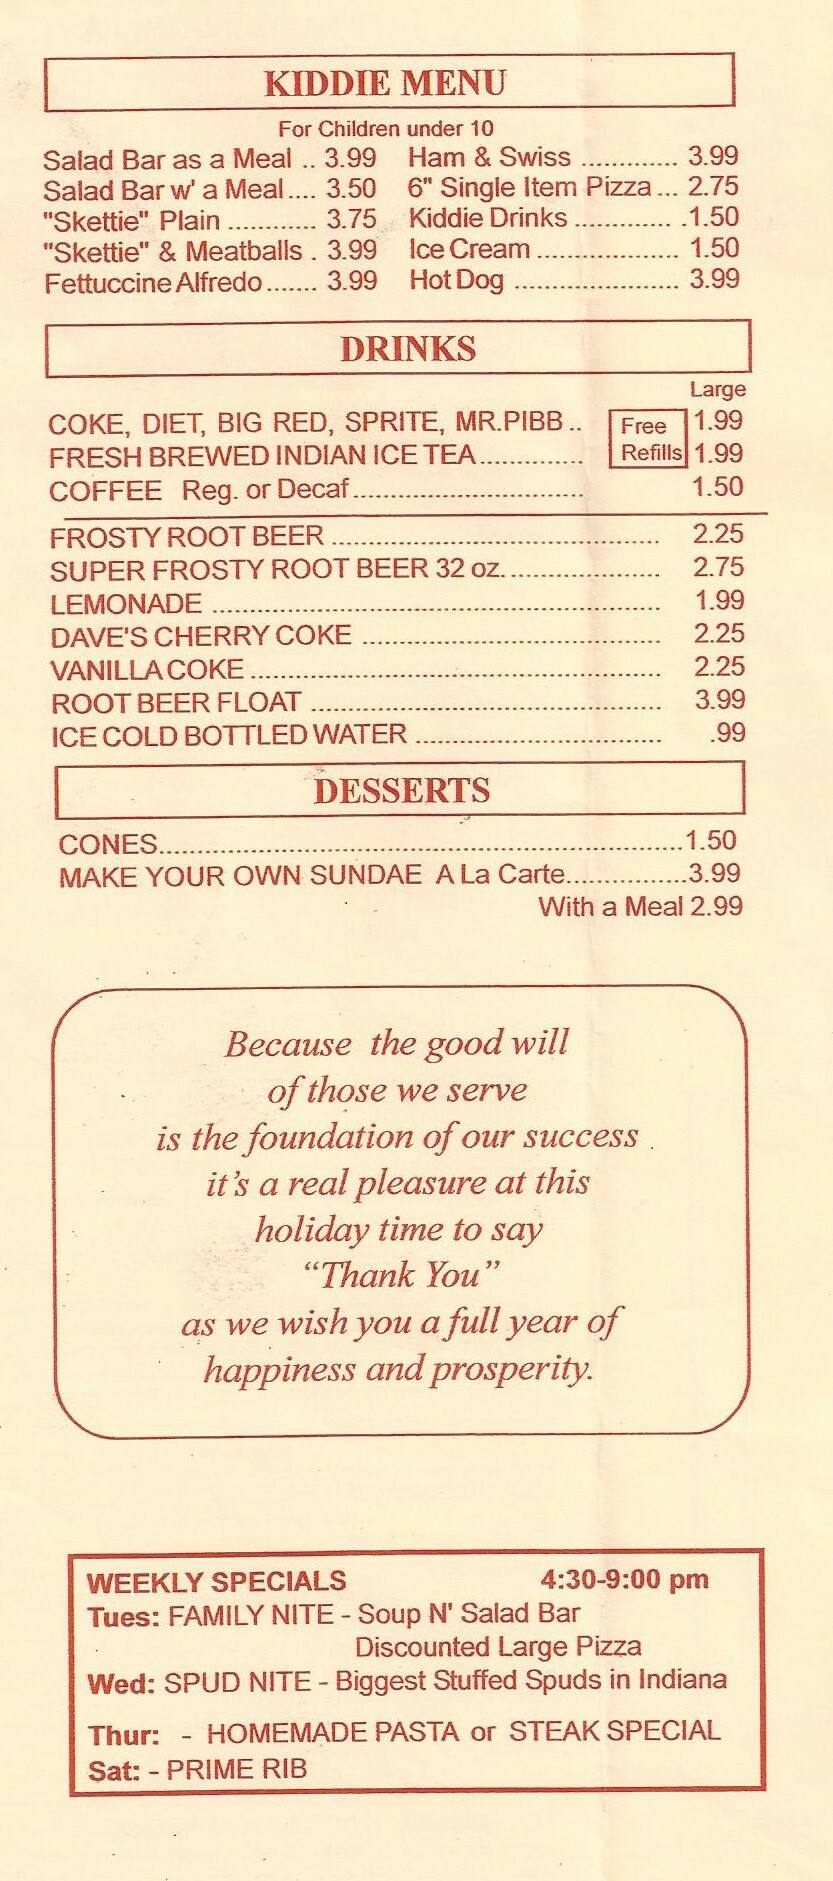 KIDDIE MENU
For Children under 10
Salad Bar as a Meal .. 3.99
Salad Bar w' a Meal.... 3.50
"Skettie" Plain ............ 3.75
"Skettie" & Meatballs . 3.99
Fettuccine Alfredo....... 3.99
Ham & Swiss ............. 3.99
6" Single Item Pizza ... 2.75
Kiddie Drinks ............. .1.50
Ice Cream ................... 1.50
Hot Dog ...................... 3.99
DRINKS
Large
COKE, DIET, BIG RED, SPRITE, MR.PIBB .. 1.99
FRESH BREWED INDIAN ICE TEA.............. 1.99
Free
Refills
COFFEE Reg. or Decaf............................... 1.50
FROSTY ROOT BEER ............................................ 2.25
SUPER FROSTY ROOT BEER 32 oz..................... 2.75
LEMONADE ............................................................ 1.99
DAVE'S CHERRY COKE ........................................ 2.25
VANILLA COKE ....................................................... 2.25
ROOT BEER FLOAT ............................................... 3.99
ICE COLD BOTTLED WATER ................................. .99
DESSERTS
CONES......................................................................1.50
MAKE YOUR OWN SUNDAE A La Carte................3.99
With a Meal 2.99
Because the good will
of those we serve
is the foundation of our success
it's a real pleasure at this
holiday time to say
“Thank You”
as we wish you a full year of
happiness and prosperity.
WEEKLY SPECIALS 4:30-9:00 pm
Tues: FAMILY NITE - Soup N' Salad Bar
Discounted Large Pizza
Wed: SPUD NITE - Biggest Stuffed Spuds in Indiana
Thur: - HOMEMADE PASTA or STEAK SPECIAL
Sat: - PRIME RIB